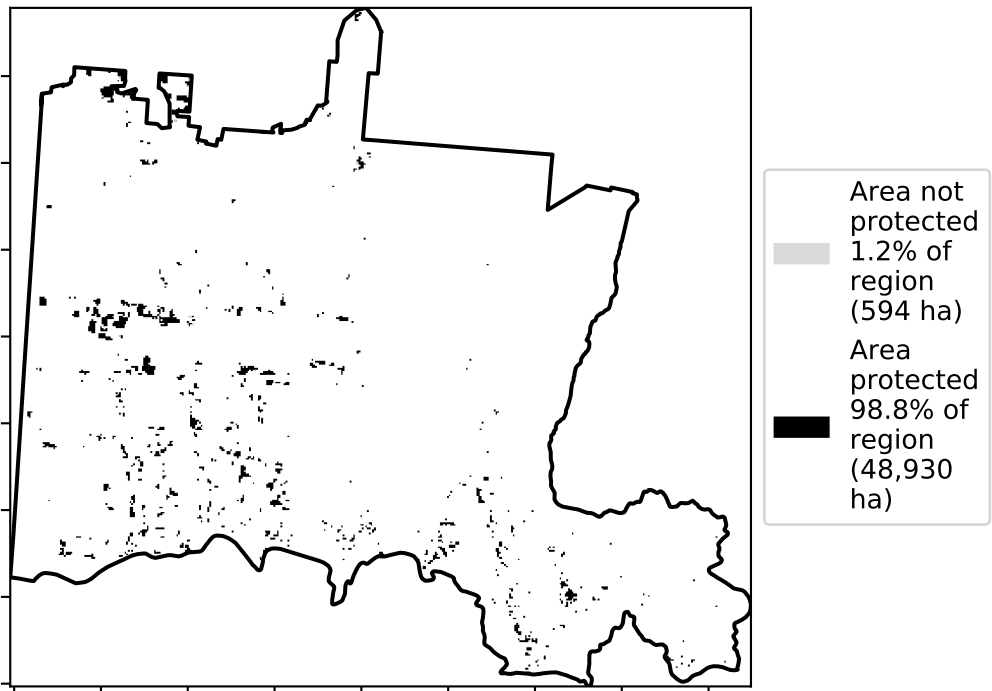 Area not
protected
1.2% of
region
(594 ha)
Area
protected
98.8% of
region
(48,930
ha)